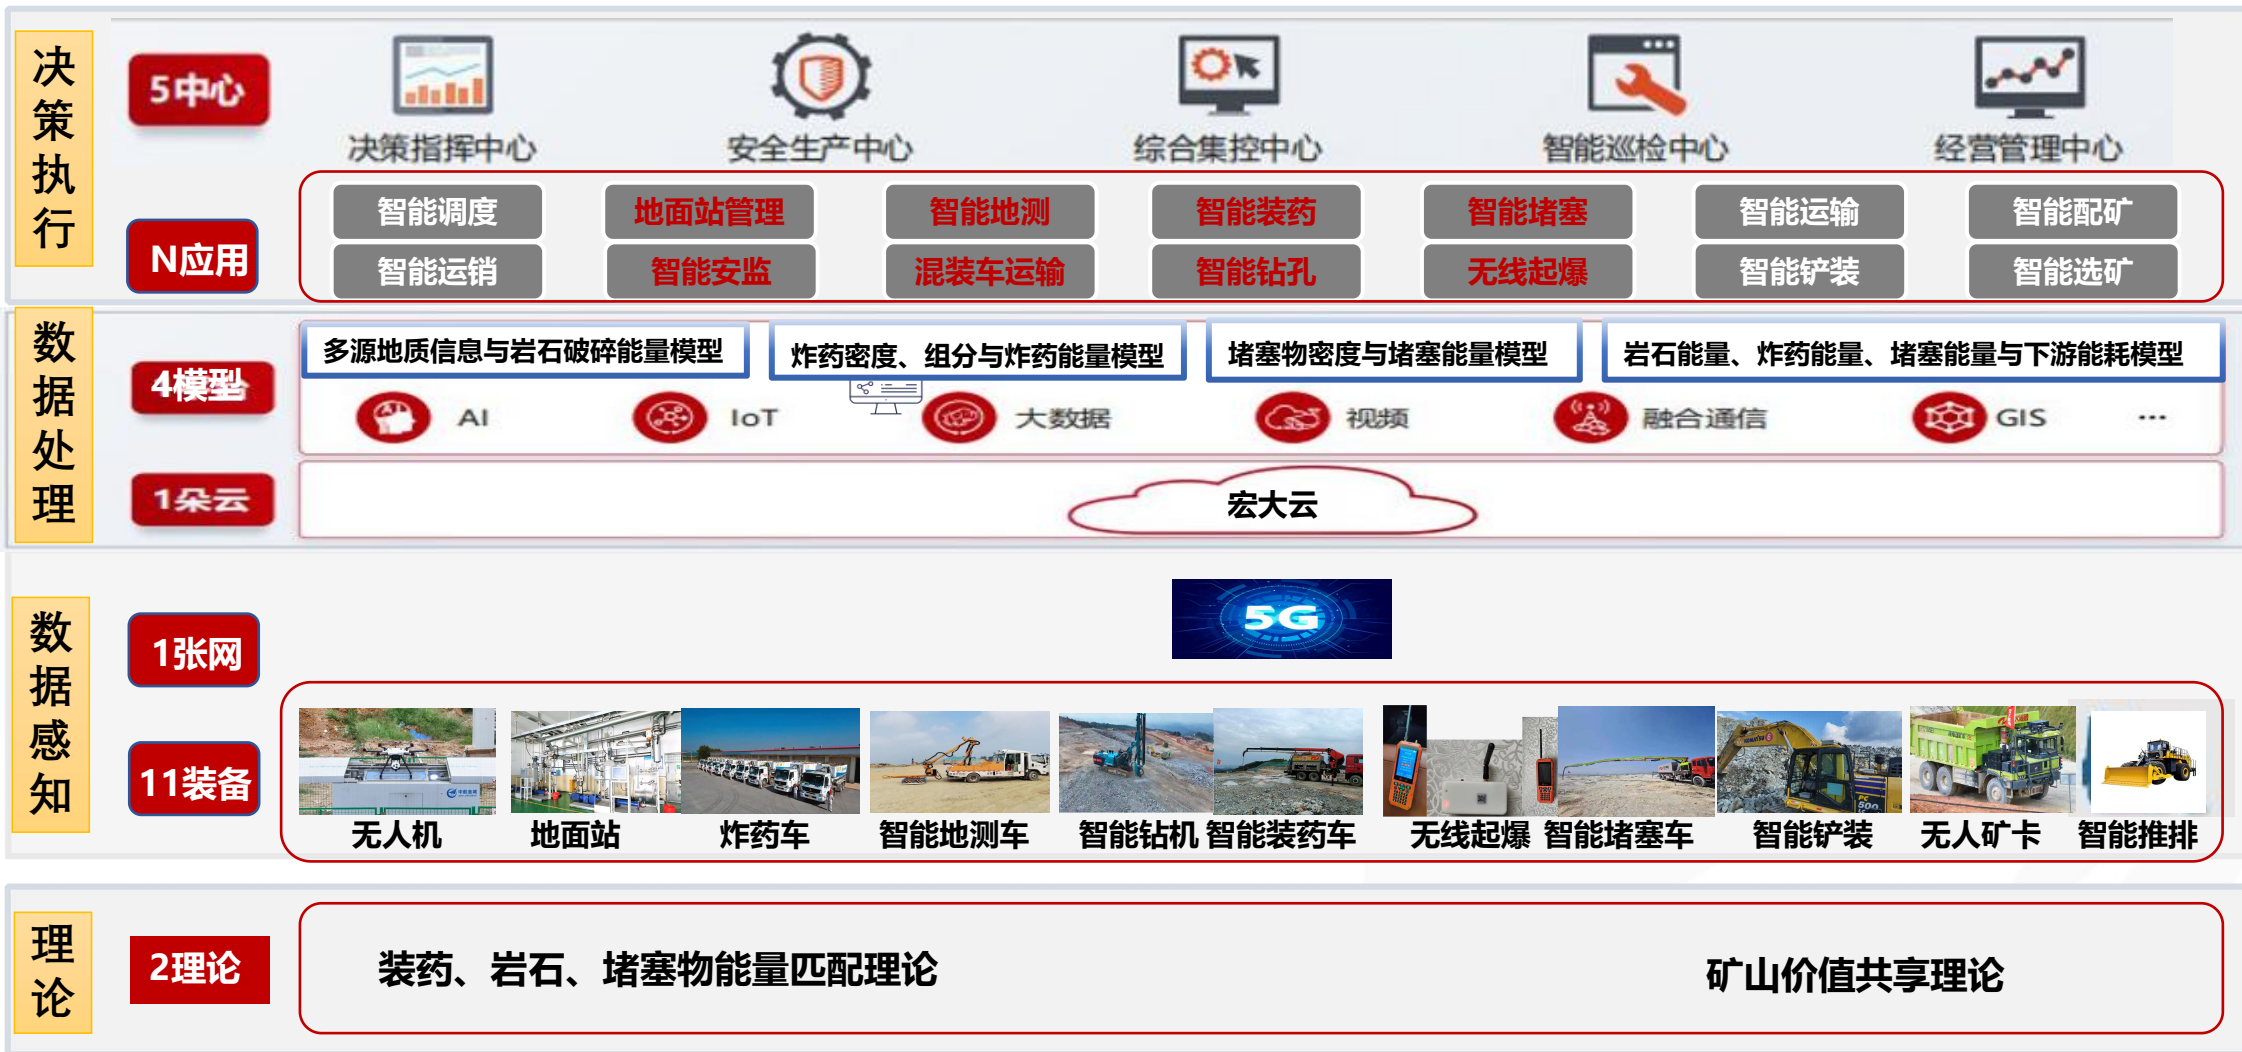 决策执行
5中心
决策指挥中心
安全生产中心
综合集控中心
智能巡检中心
经营管理中心
N应用
智能调度
地面站管理
智能地测
智能装药
智能堵塞
智能运输
智能配矿
智能运销
智能安监
混装车运输
智能钻孔
无线起爆
智能铲装
智能选矿
数据处理
4模型
多源地质信息与岩石破碎能量模型
炸药密度、组分与炸药能量模型
堵塞物密度与堵塞能量模型
岩石能量、炸药能量、堵塞能量与下游能耗模型
AI
IoT
大数据
视频
融合通信
GIS
...
1朵云
宏大云
数据感知
1张网
5G
11装备
无人机
地面站
炸药车
智能地测车
智能钻机
智能装药车
无线起爆
智能堵塞车
智能铲装
无人矿卡
智能推排
理论
2理论
装药、岩石、堵塞物能量匹配理论
矿山价值共享理论